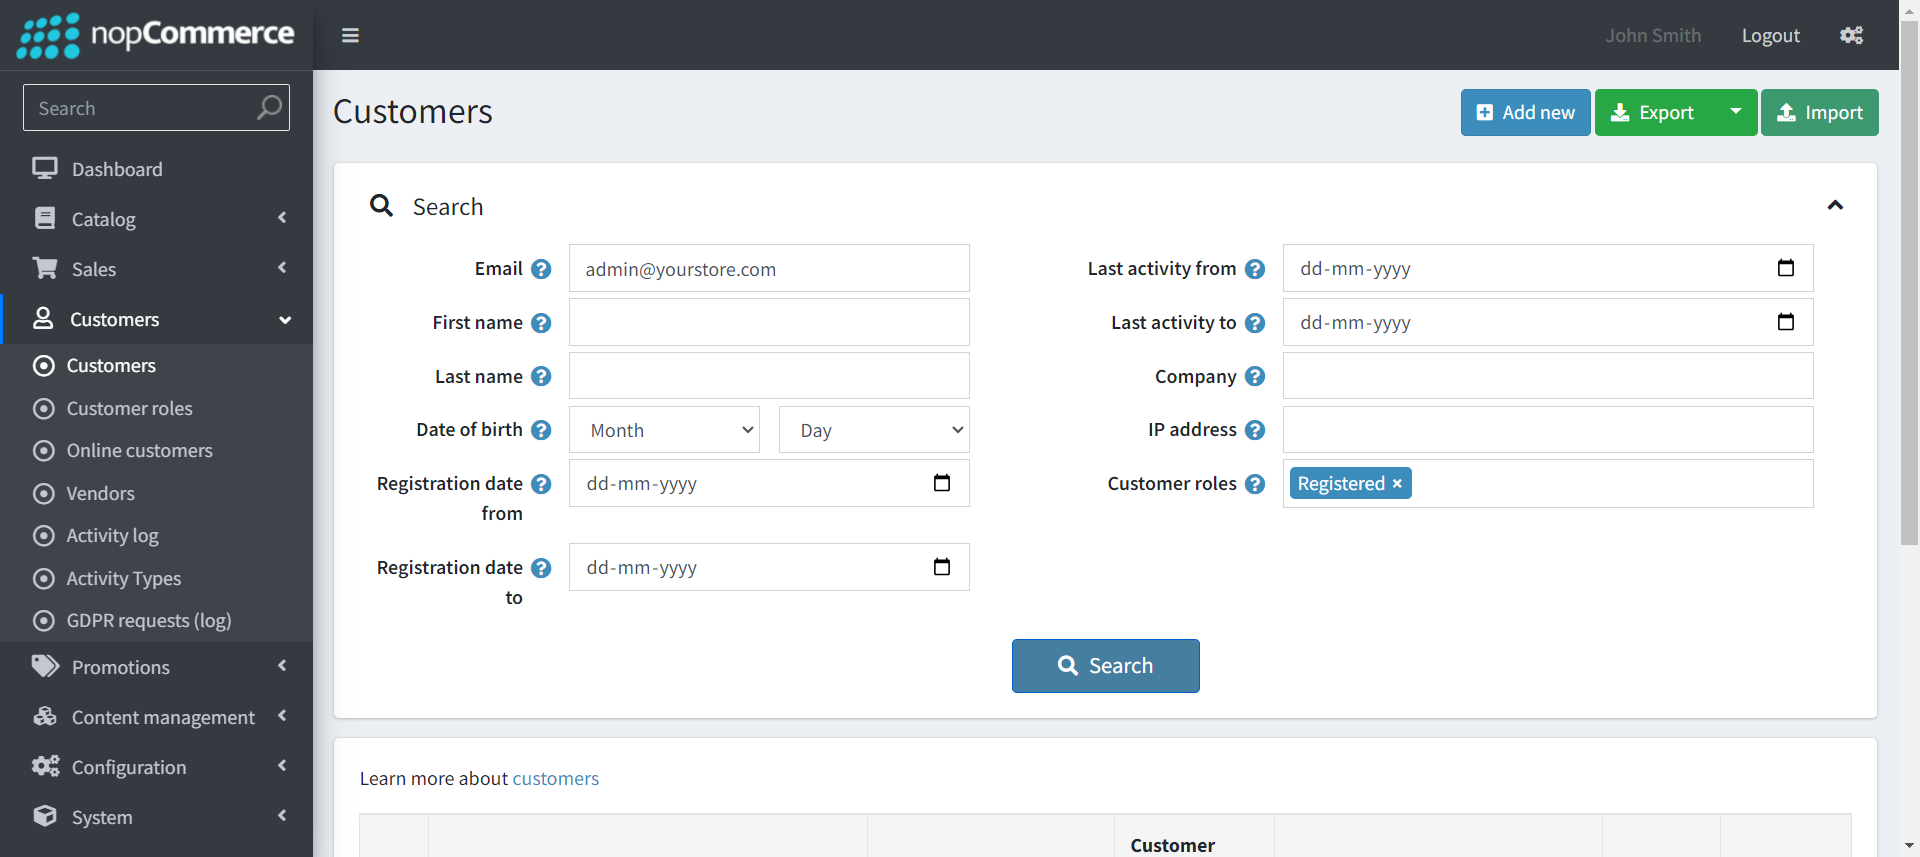 nopCommerce
John Smith
Logout
Search
Dashboard
Catalog
Sales
Customers
Customers
Customer roles
Online customers
Vendors
Activity log
Activity Types
GDPR requests (log)
Promotions
Content management
Configuration
System
Customers
Add new
Export
Import
Search
Email
admin@yourstore.com
First name
Last name
Date of birth
Month
Day
Registration date
from
dd-mm-yyyy
Registration date
to
dd-mm-yyyy
Last activity from
dd-mm-yyyy
Last activity to
dd-mm-yyyy
Company
IP address
Customer roles
Registered ×
Search
Learn more about customers
Customer